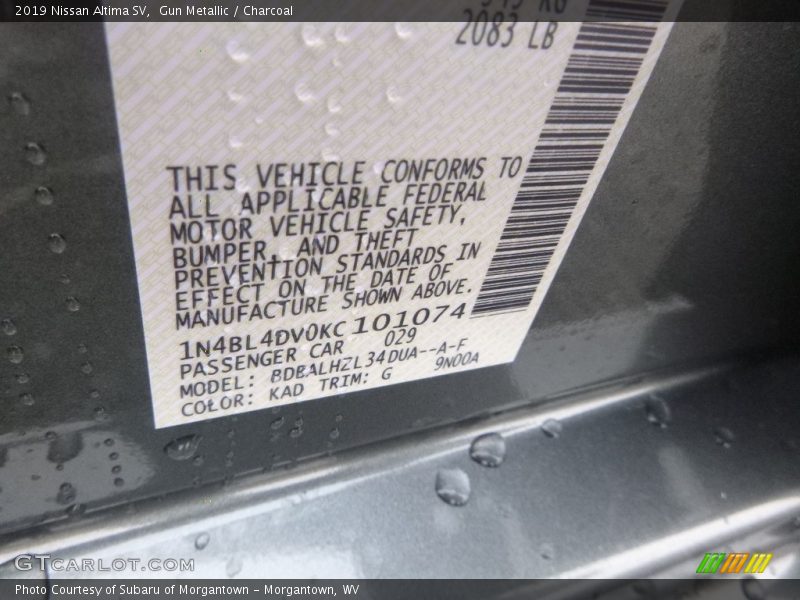 2019 Nissan Altima SV,  Gun Metallic / Charcoal
2083 LB
THIS VEHICLE CONFORMS TO
ALL APPLICABLE FEDERAL
MOTOR VEHICLE SAFETY,
BUMPER, AND THEFT
PREVENTION STANDARDS IN
EFFECT ON THE DATE OF
MANUFACTURE SHOWN ABOVE.
1N4BL4DV0KC101074
PASSENGER CAR 029
MODEL: BDBALHZL34DUA--A-F
COLOR: KAD TRIM: G 9N00A
GTCARLOT.COM
Photo Courtesy of Subaru of Morgantown – Morgantown, WV